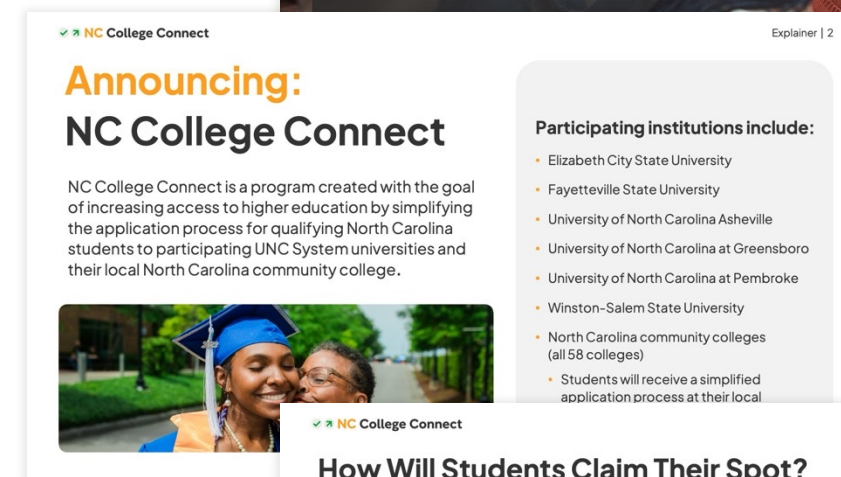 NC College Connect
Explainer | 2
Announcing:
NC College Connect
NC College Connect is a program created with the goal
of increasing access to higher education by simplifying
the application process for qualifying North Carolina
students to participating UNC System universities and
their local North Carolina community college.
Participating institutions include:
• Elizabeth City State University
• Fayetteville State University
• University of North Carolina Asheville
• University of North Carolina at Greensboro
• University of North Carolina at Pembroke
• Winston-Salem State University
• North Carolina community colleges
(all 58 colleges)
• Students will receive a simplified
application process at their local
NC College Connect
How Will Students Claim Their Spot?